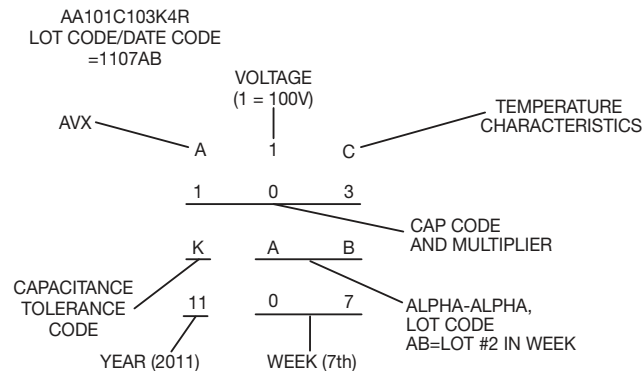 AA101C103K4R
LOT CODE/DATE CODE
=1107AB
VOLTAGE
(1 = 100V)
TEMPERATURE
CHARACTERISTICS
AVX
A 1 C
1 0 3
CAP CODE
AND MULTIPLIER
K A B
CAPACITANCE
TOLERANCE
CODE
11 0 7
ALPHA-ALPHA,
LOT CODE
AB=LOT #2 IN WEEK
YEAR (2011)
WEEK (7th)